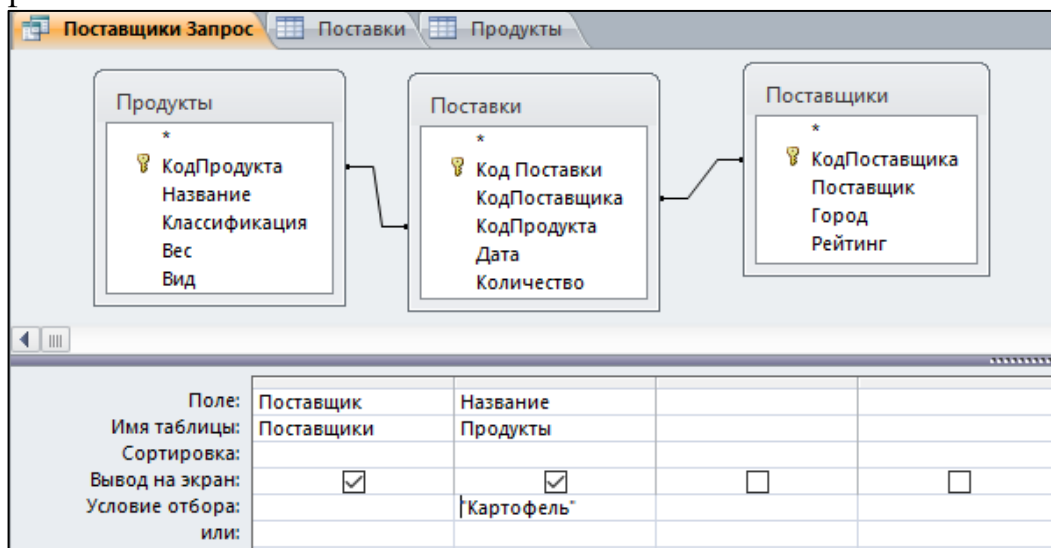 Поставщики Запрос Поставки Продукты
Продукты
*
КодПродукта
Название
Классификация
Вес
Вид
Поставки
*
Код Поставки
КодПоставщика
КодПродукта
Дата
Количество
Поставщики
*
КодПоставщика
Поставщик
Город
Рейтинг
Поле: Поставщик Название
Имя таблицы: Поставщики Продукты
Сортировка:
Вывод на экран:
Условие отбора: "Картофель"
или: